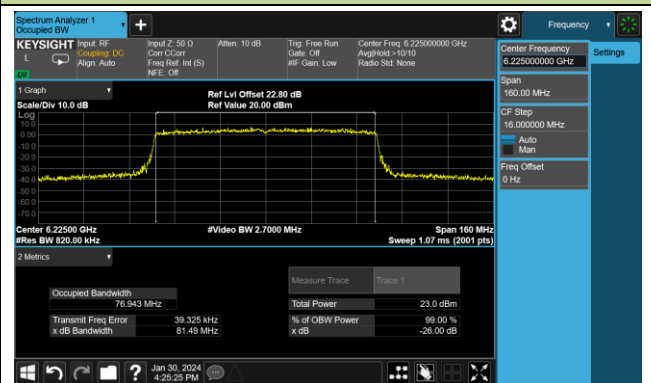 Spectrum Analyzer 1
Occupied BW
Frequency
KEYSIGHT
L
Input: RF
Coupling: DC
Align: Auto
Input Z: 50 Ω
Corr CCorr
Freq Ref: Int (S)
NFE: Off
Atten: 10 dB
Trig: Free Run
Gate: Off
#IF Gain: Low
Center Freq: 6.225000000 GHz
Avg|Hold:>10/10
Radio Std: None
Center Frequency
6.225000000 GHz
Settings
Span
160.00 MHz
CF Step
16.000000 MHz
Auto
Man
Freq Offset
0 Hz
1 Graph
Scale/Div 10.0 dB
Ref Lvl Offset 22.80 dB
Ref Value 20.00 dBm
Log
10.0
0.00
-10.0
-20.0
-30.0
-40.0
-50.0
-60.0
-70.0
Center 6.22500 GHz
#Video BW 2.7000 MHz
Span 160 MHz
#Res BW 820.00 kHz
Sweep 1.07 ms (2001 pts)
2 Metrics
Measure Trace
Trace 1
Occupied Bandwidth
76.943 MHz
Total Power
23.0 dBm
Transmit Freq Error
39.325 kHz
% of OBW Power
99.00 %
x dB Bandwidth
81.49 MHz
x dB
-26.00 dB
?
Jan 30, 2024
4:25:25 PM